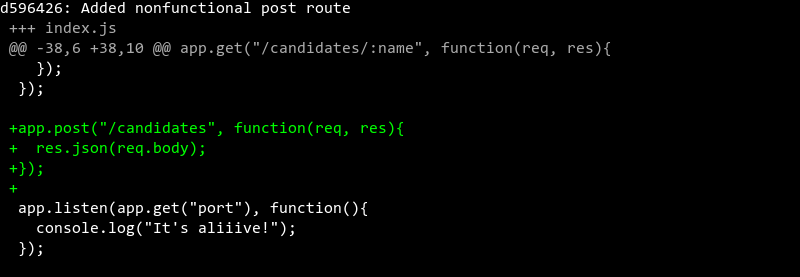 d596426: Added nonfunctional post route
+++ index.js
@@ -38,6 +38,10 @@ app.get("/candidates/:name", function(req, res){
    });
  });

+app.post("/candidates", function(req, res){
+  res.json(req.body);
+});
+
 app.listen(app.get("port"), function(){
   console.log("It's aliiive!");
 });